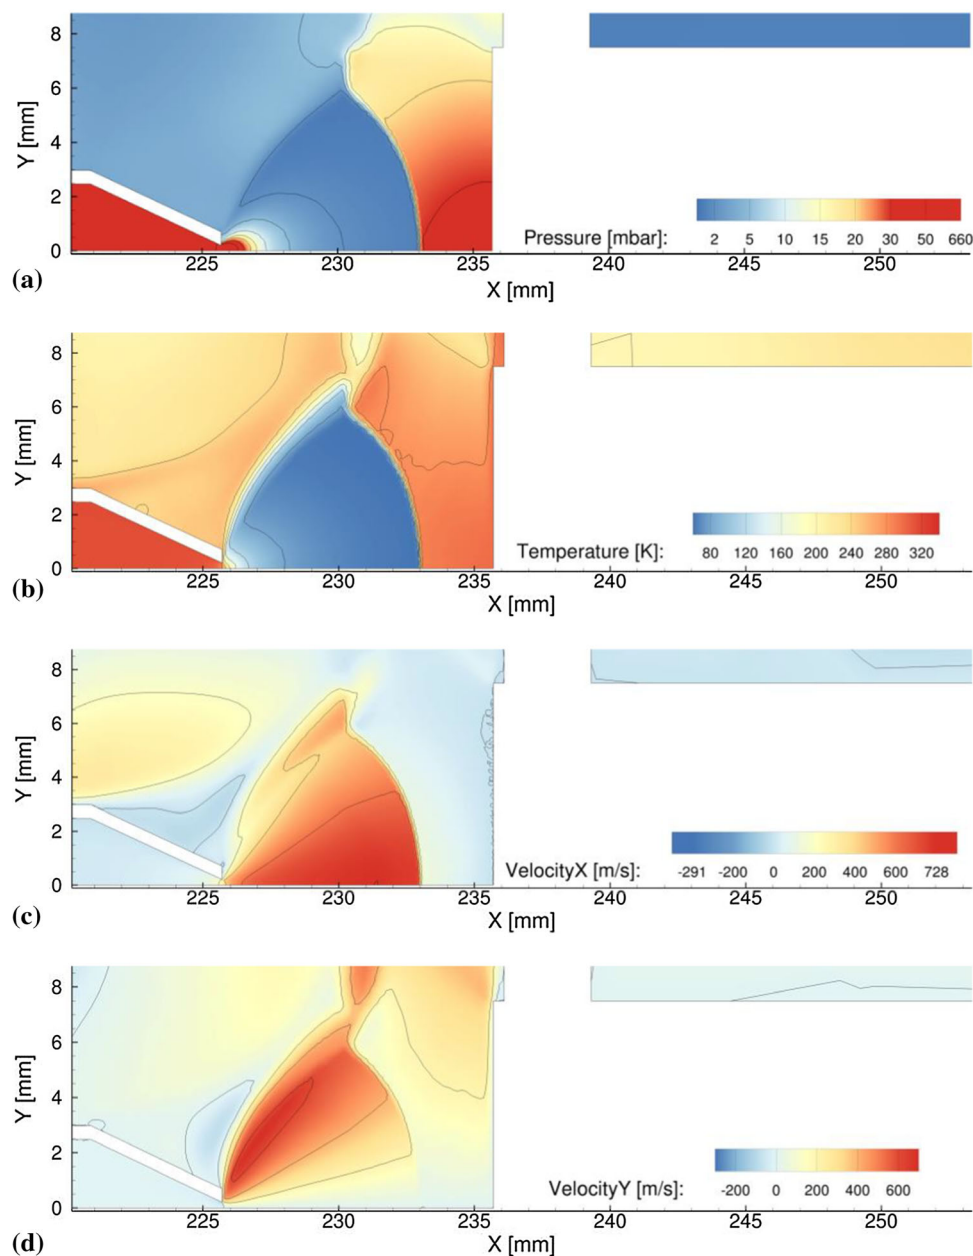 8
6
4
2
0
Y [mm]
Pressure [mbar]:
2 5 10 15 20 30 50 660
225 230 235 240 245 250
X [mm]
(a)
8
6
4
2
0
Y [mm]
Temperature [K]:
80 120 160 200 240 280 320
225 230 235 240 245 250
X [mm]
(b)
8
6
4
2
0
Y [mm]
VelocityX [m/s]:
-291 -200 0 200 400 600 728
225 230 235 240 245 250
X [mm]
(c)
8
6
4
2
0
Y [mm]
VelocityY [m/s]:
-200 0 200 400 600
225 230 235 240 245 250
X [mm]
(d)